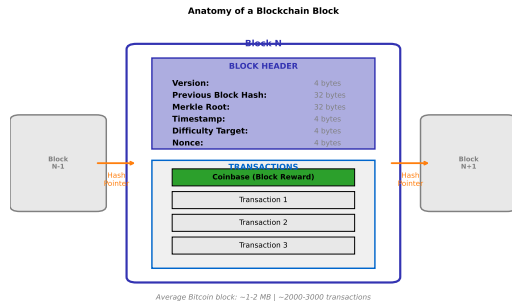 Anatomy of a Blockchain Block
Block N
BLOCK HEADER
Version: 4 bytes
Previous Block Hash: 32 bytes
Merkle Root: 32 bytes
Timestamp: 4 bytes
Difficulty Target: 4 bytes
Nonce: 4 bytes
Block
N-1
Hash
Pointer
TRANSACTIONS
Coinbase (Block Reward)
Transaction 1
Transaction 2
Transaction 3
Hash
Pointer
Block
N+1
Average Bitcoin block: ~1-2 MB | ~2000-3000 transactions